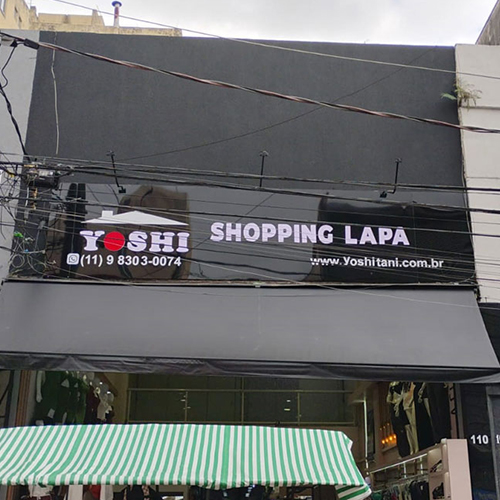 YOSHI
SHOPPING LAPA
(11) 9 8303-0074
www.Yoshitani.com.br
110